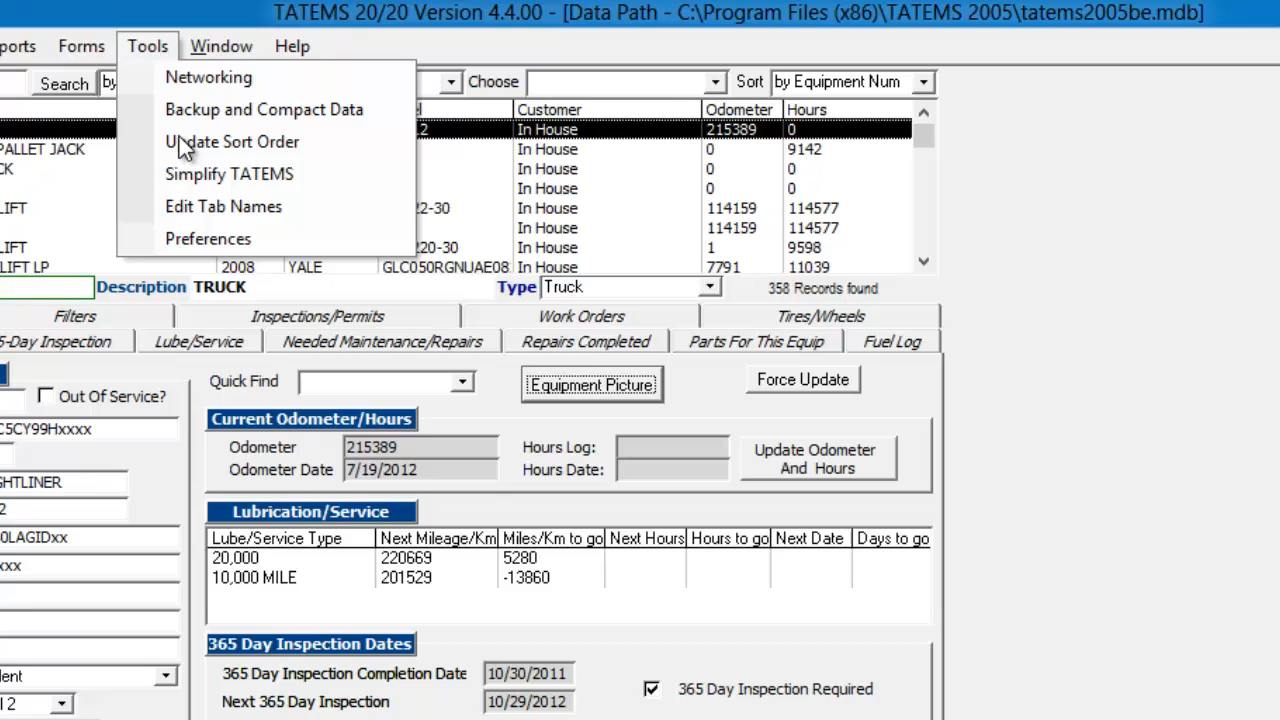 TATEMS 20/20 Version 4.4.00 - [Data Path - C:\Program Files (x86)\TATEMS 2005\tatems2005be.mdb]
ports Forms Tools Window Help
Networking
Backup and Compact Data
Update Sort Order
Simplify TATEMS
Edit Tab Names
Preferences
Search by Choose Sort by Equipment Num
el Customer Odometer Hours
2 In House 215389 0
PALLET JACK In House 0 9142
CK In House 0 0
In House 0 0
LIFT 22-30 In House 114159 114577
In House 114159 114577
LIFT 20-30 In House 1 9598
LIFT LP 2008 YALE GLC050RGNUAE08 In House 7791 11039
Description TRUCK Type Truck 358 Records found
Filters Inspections/Permits Work Orders Tires/Wheels
5-Day Inspection Lube/Service Needed Maintenance/Repairs Repairs Completed Parts For This Equip Fuel Log
Out Of Service? Quick Find Equipment Picture Force Update
C5CY99Hxxxx
Current Odometer/Hours
Odometer 215389 Hours Log:
Odometer Date 7/19/2012 Hours Date:
Update Odometer
And Hours
GHTLINER
2
0LAGIDxx
xxx
Lubrication/Service
Lube/Service Type Next Mileage/Km Miles/Km to go Next Hours Hours to go Next Date Days to go
20,000 220669 5280
10,000 MILE 201529 -13860
365 Day Inspection Dates
365 Day Inspection Completion Date 10/30/2011
Next 365 Day Inspection 10/29/2012
365 Day Inspection Required
dent
l 2